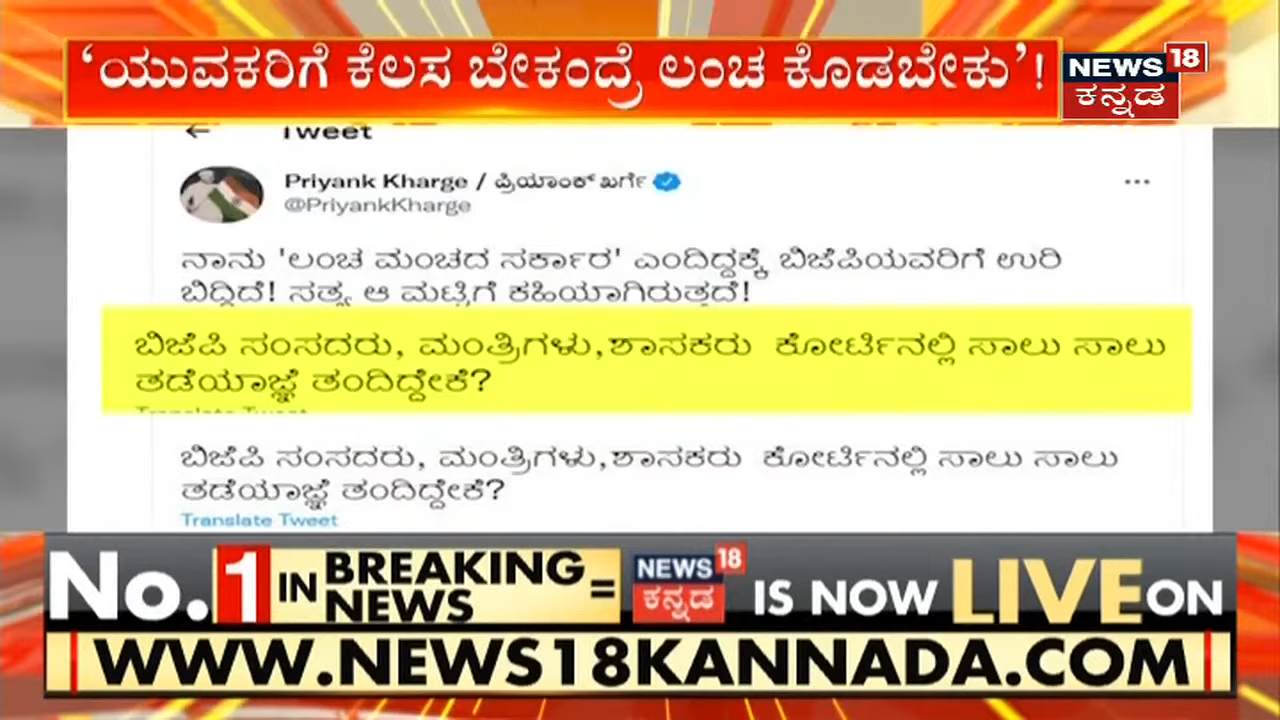 ‘ಯುವಕರಿಗೆ ಕೆಲಸ ಬೇಕಂದ್ರೆ ಲಂಚ ಕೊಡಬೇಕು’!
NEWS 18
ಕನ್ನಡ
Tweet
Priyank Kharge / ಪ್ರಿಯಾಂಕ್ ಖರ್ಗೆ
@PriyankKharge
ನಾನು 'ಲಂಚ ಮಂಚದ ಸರ್ಕಾರ' ಎಂದಿದ್ದಕ್ಕೆ ಬಿಜೆಪಿಯವರಿಗೆ ಉರಿ
ಬಿದ್ದಿದೆ! ಸತ್ಯ ಆ ಮಟ್ಟಿಗೆ ಕಹಿಯಾಗಿರುತ್ತದೆ!
ಬಿಜೆಪಿ ಸಂಸದರು, ಮಂತ್ರಿಗಳು,ಶಾಸಕರು ಕೋರ್ಟಿನಲ್ಲಿ ಸಾಲು ಸಾಲು
ತಡೆಯಾಜ್ಞೆ ತಂದಿದ್ದೇಕೆ?
Translate Tweet
ಬಿಜೆಪಿ ಸಂಸದರು, ಮಂತ್ರಿಗಳು,ಶಾಸಕರು ಕೋರ್ಟಿನಲ್ಲಿ ಸಾಲು ಸಾಲು
ತಡೆಯಾಜ್ಞೆ ತಂದಿದ್ದೇಕೆ?
Translate Tweet
No.1 IN BREAKING NEWS = NEWS 18 ಕನ್ನಡ IS NOW LIVE ON
WWW.NEWS18KANNADA.COM